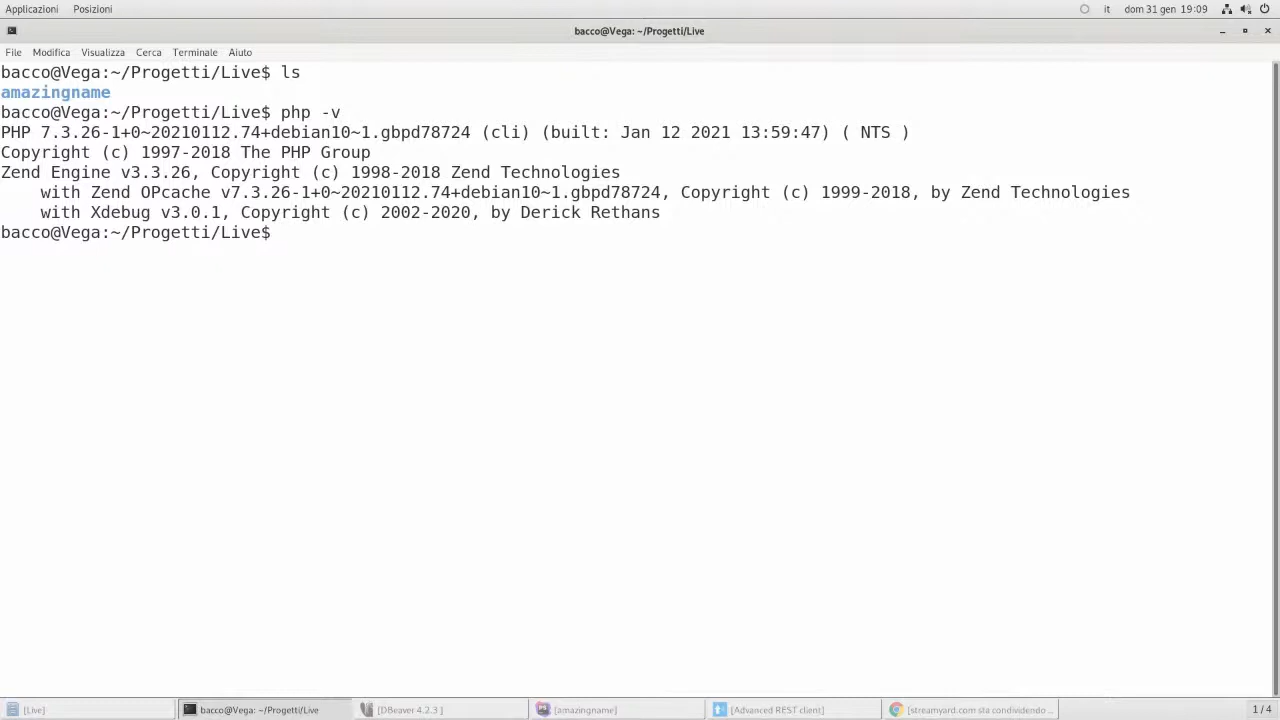 Applicazioni Posizioni it dom 31 gen 19:09
bacco@Vega: ~/Progetti/Live
File Modifica Visualizza Cerca Terminale Aiuto
bacco@Vega:~/Progetti/Live$ ls
amazingname
bacco@Vega:~/Progetti/Live$ php -v
PHP 7.3.26-1+0~20210112.74+debian10~1.gbpd78724 (cli) (built: Jan 12 2021 13:59:47) ( NTS )
Copyright (c) 1997-2018 The PHP Group
Zend Engine v3.3.26, Copyright (c) 1998-2018 Zend Technologies
    with Zend OPcache v7.3.26-1+0~20210112.74+debian10~1.gbpd78724, Copyright (c) 1999-2018, by Zend Technologies
    with Xdebug v3.0.1, Copyright (c) 2002-2020, by Derick Rethans
bacco@Vega:~/Progetti/Live$
[Live] bacco@Vega: ~/Progetti/Live [DBeaver 4.2.3 ] [amazingname] [Advanced REST client] [streamyard.com sta condividendo ... 1 / 4